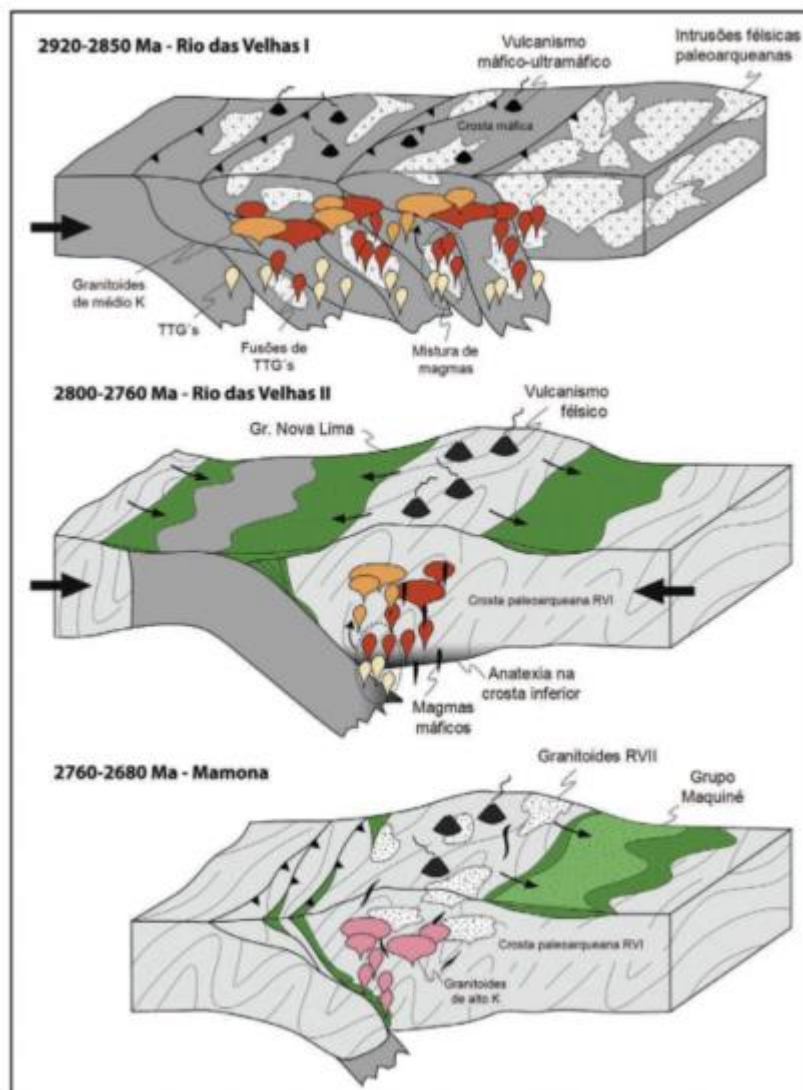 2920-2850 Ma - Rio das Velhas I
Vulcanismo
máfico-ultramáfico
Intrusões félsicas
paleoarqueanas
Crosta máfica
Granitoides
de médio K
TTG´s
Fusões de
TTG´s
Mistura de
magmas
2800-2760 Ma - Rio das Velhas II
Gr. Nova Lima
Vulcanismo
félsico
Crosta paleoarqueana RVI
Anatexia na
crosta inferior
Magmas
máficos
2760-2680 Ma - Mamona
Granitoides RVII
Grupo
Maquiné
Crosta paleoarqueana RVI
Granitoides
de alto K